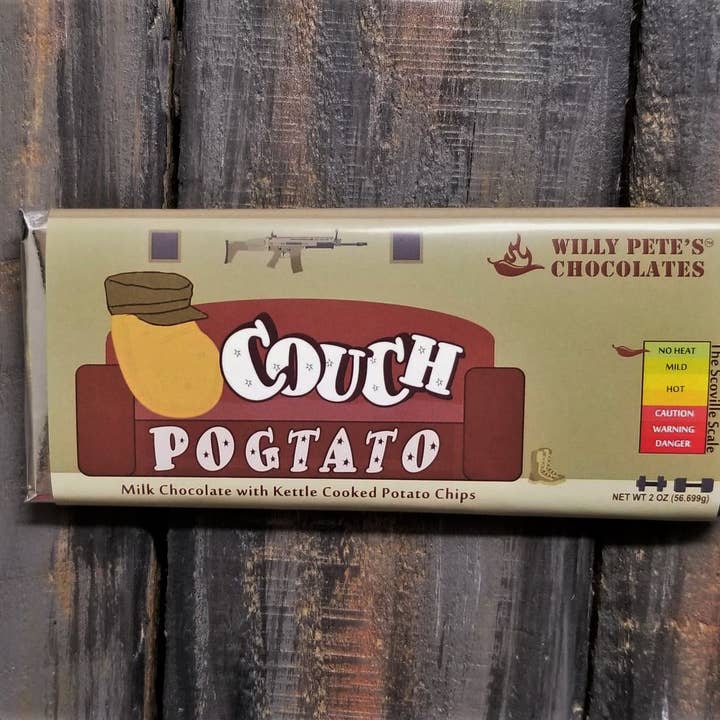 WILLY PETE'S™
CHOCOLATES
COUCH
POGTATO
Milk Chocolate with Kettle Cooked Potato Chips
NO HEAT
MILD
HOT
CAUTION
WARNING
DANGER
The Scoville Scale
NET WT 2 OZ (56.699g)